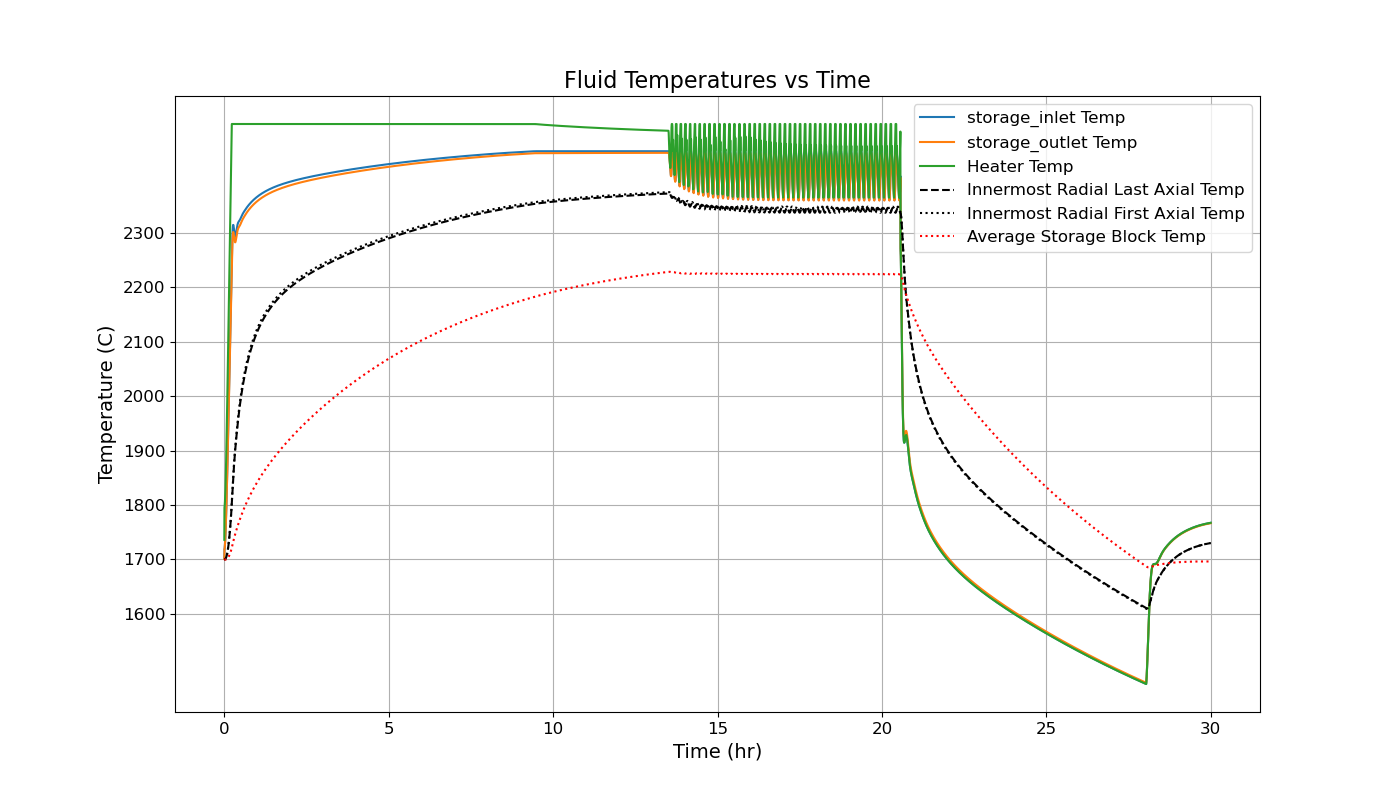 Fluid Temperatures vs Time
storage_inlet Temp
storage_outlet Temp
Heater Temp
Innermost Radial Last Axial Temp
Innermost Radial First Axial Temp
Average Storage Block Temp
Temperature (C)
2300
2200
2100
2000
1900
1800
1700
1600
0 5 10 15 20 25 30
Time (hr)